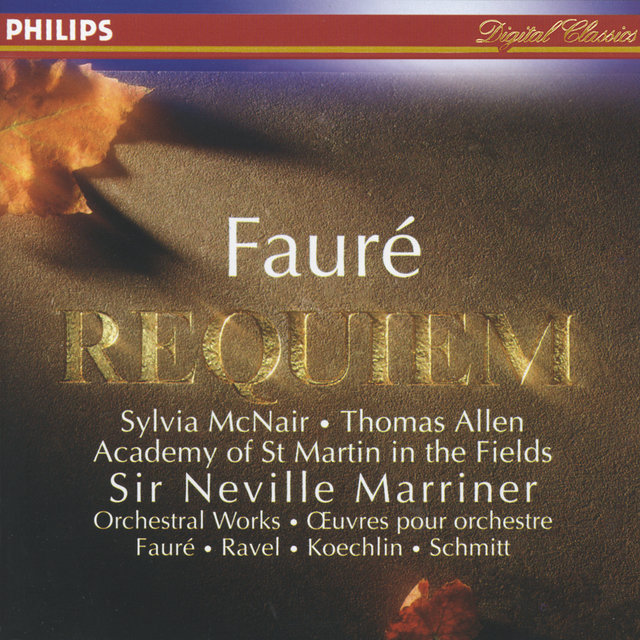 PHILIPS
Digital Classics
Fauré
REQUIEM
Sylvia McNair • Thomas Allen
Academy of St Martin in the Fields
Sir Neville Marriner
Orchestral Works • Œuvres pour orchestre
Fauré • Ravel • Koechlin • Schmitt